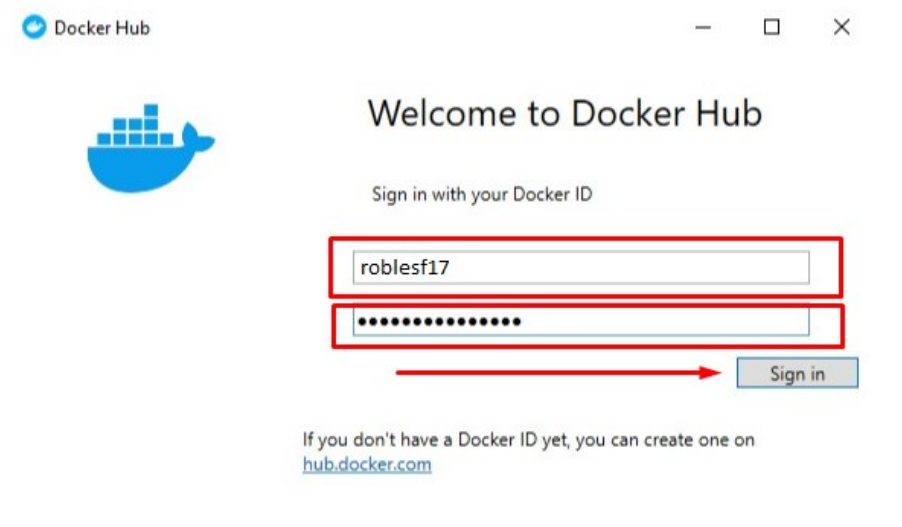 Docker Hub
Welcome to Docker Hub
Sign in with your Docker ID
roblesf17
•••••••••••••••
Sign in
If you don't have a Docker ID yet, you can create one on
hub.docker.com